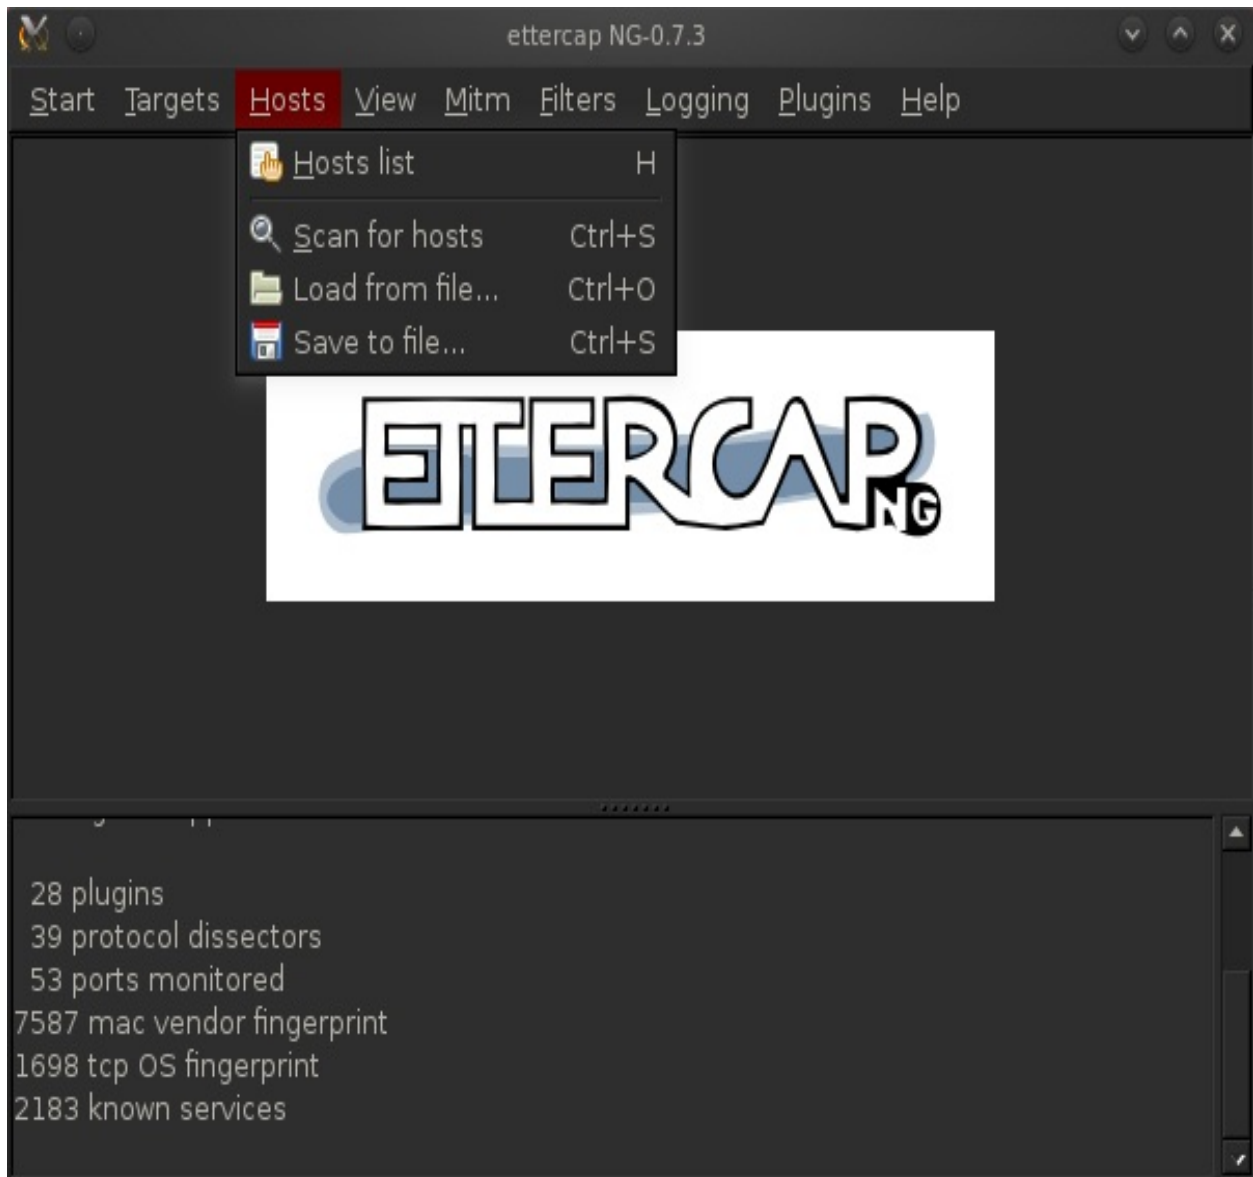 ettercap NG-0.7.3
Start Targets Hosts View Mitm Filters Logging Plugins Help
Hosts list H
Scan for hosts Ctrl+S
Load from file... Ctrl+O
Save to file... Ctrl+S
ETTERCAP NG
28 plugins
39 protocol dissectors
53 ports monitored
7587 mac vendor fingerprint
1698 tcp OS fingerprint
2183 known services